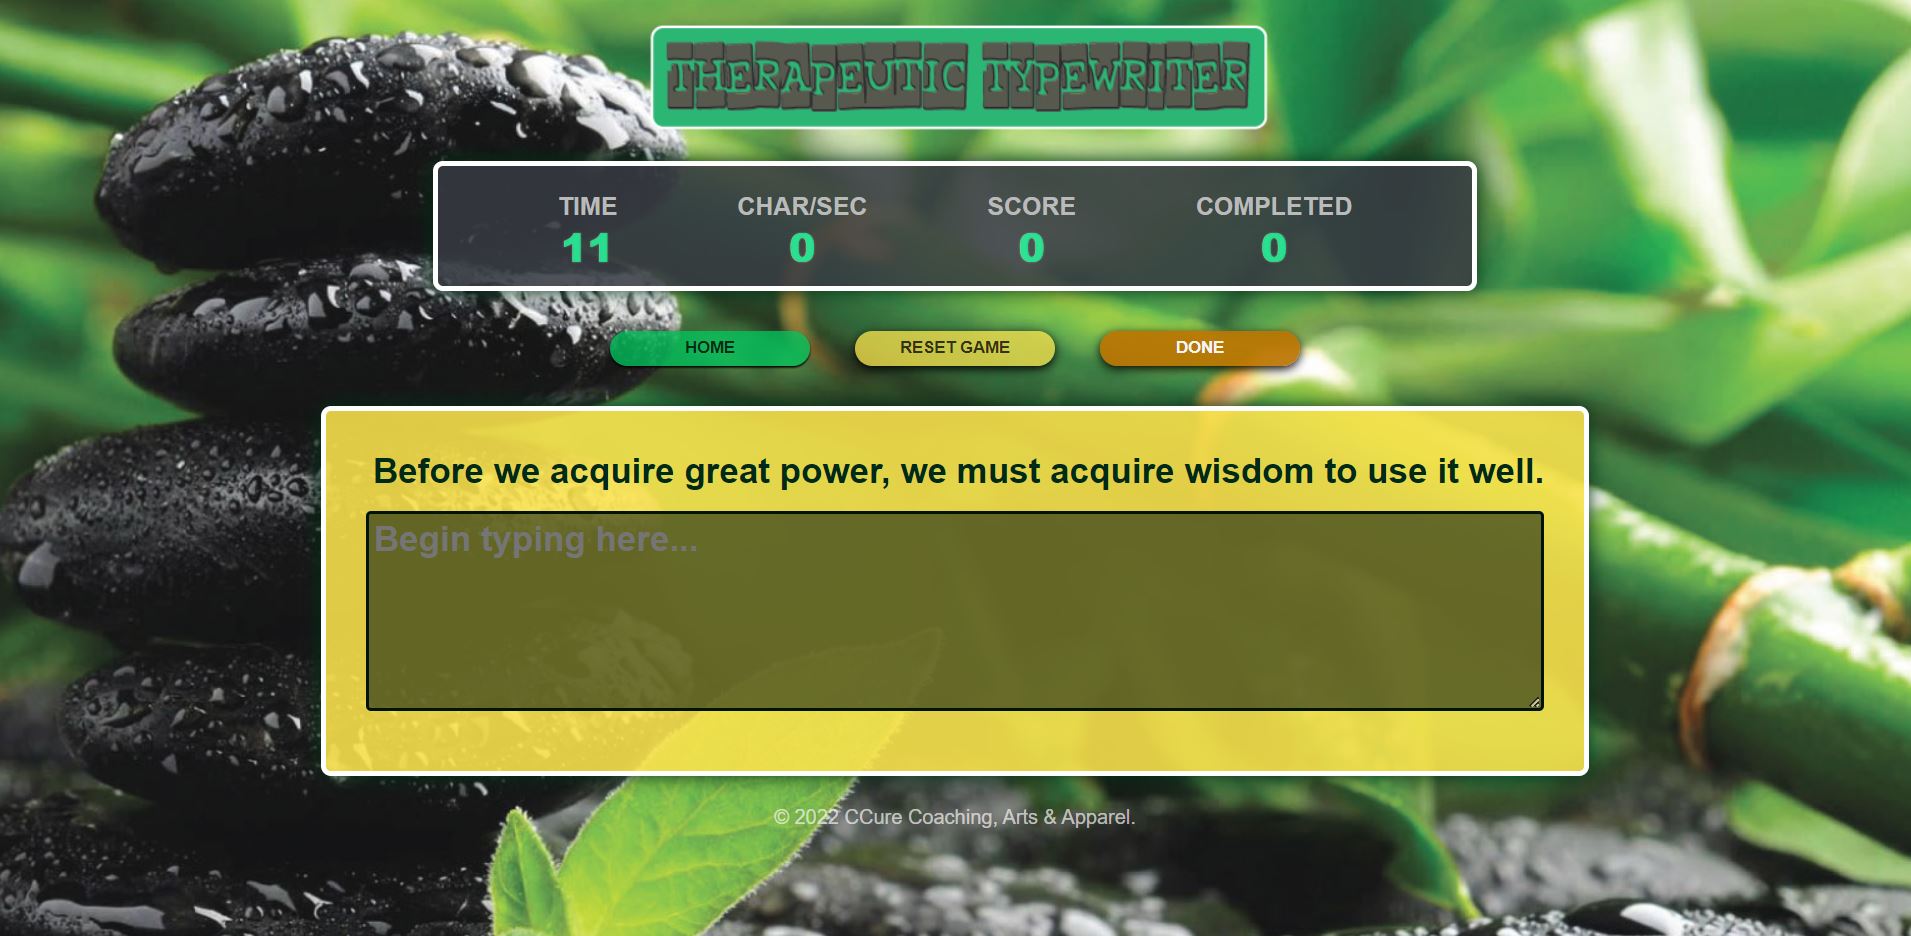 THERAPEUTIC TYPEWRITER
TIME CHAR/SEC SCORE COMPLETED
11 0 0 0
HOME RESET GAME DONE
Before we acquire great power, we must acquire wisdom to use it well.
Begin typing here...
© 2022 CCure Coaching, Arts & Apparel.